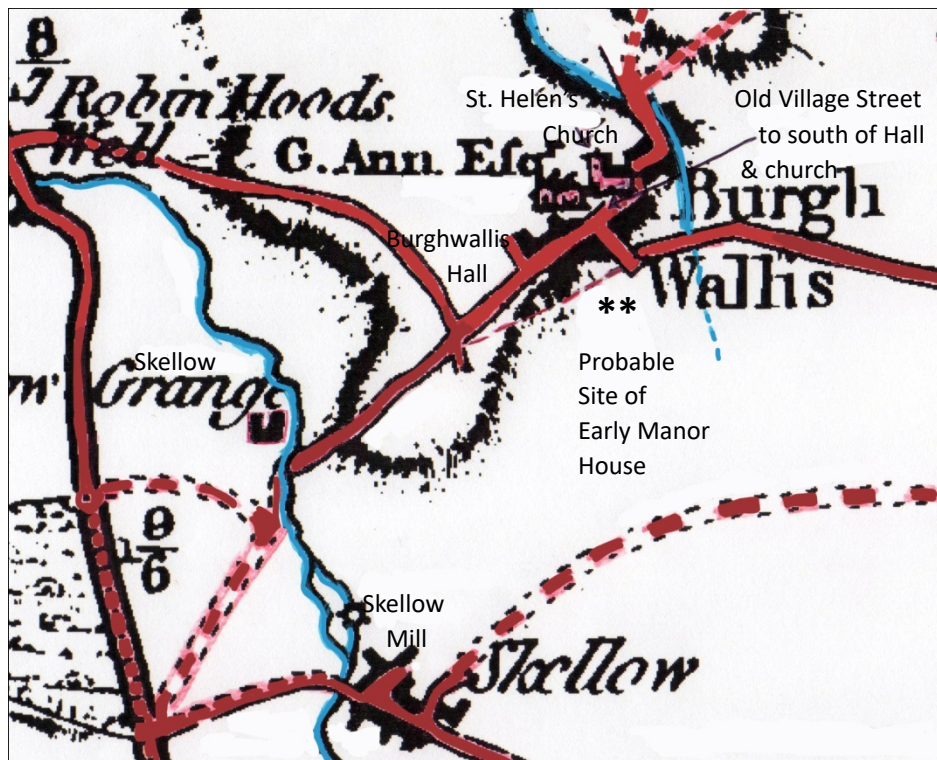 8
7
J Robin Hoods.
Well
St. Helen's
Church
Old Village Street
to south of Hall
& church
G. Ann Esqr.
Burgh
Wallis
Burghwallis
Hall
**
Probable
Site of
Early Manor
House
Skellow
Grange
9
6
Skellow
Mill
Skellow